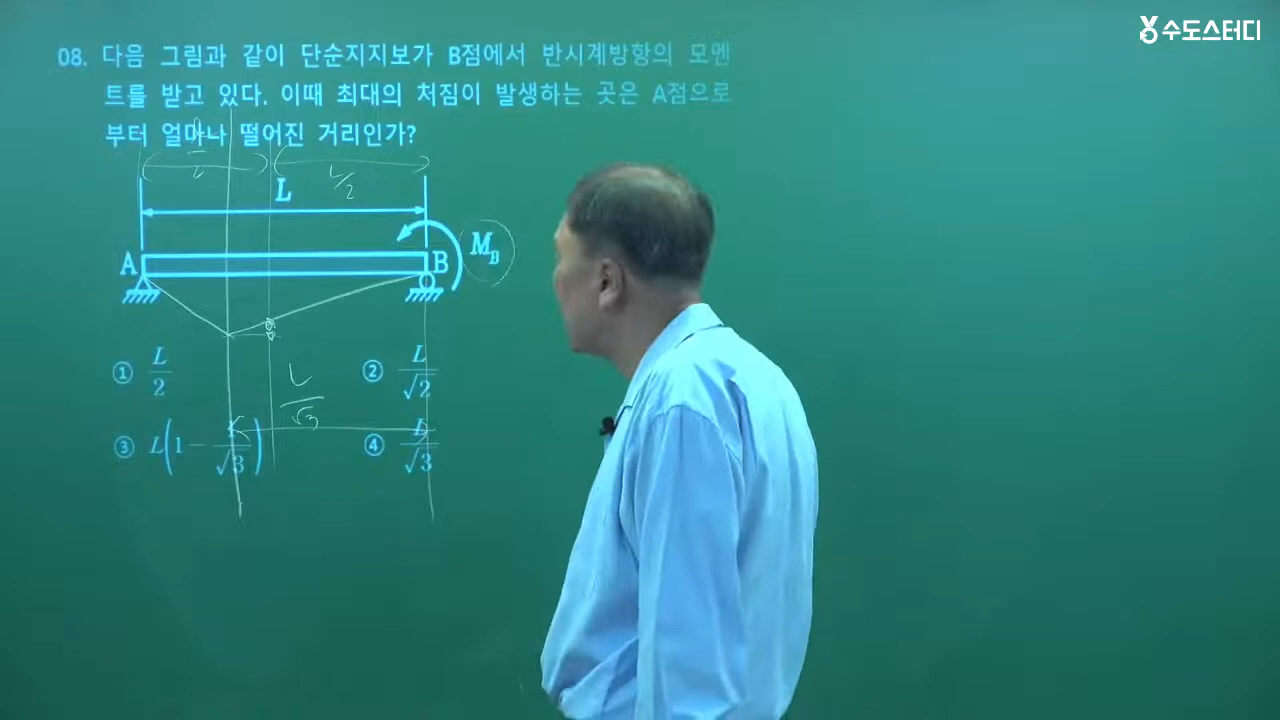 수도스터디
08. 다음 그림과 같이 단순지지보가 B점에서 반시계방향의 모멘
트를 받고 있다. 이때 최대의 처짐이 발생하는 곳은 A점으로
부터 얼마나 떨어진 거리인가?
L/2
L
A
B
M_B
① L/2
② L/√2
L/√3
③ L(1 - 1/√3)
④ L/√3